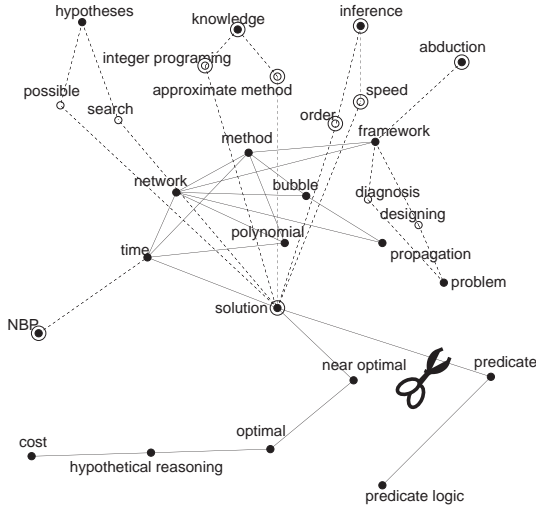 hypotheses
knowledge
inference
integer programing
abduction
possible
approximate method
speed
search
order
method
framework
network
bubble
diagnosis
designing
polynomial
time
propagation
problem
solution
NBP
near optimal
predicate
optimal
cost
hypothetical reasoning
predicate logic